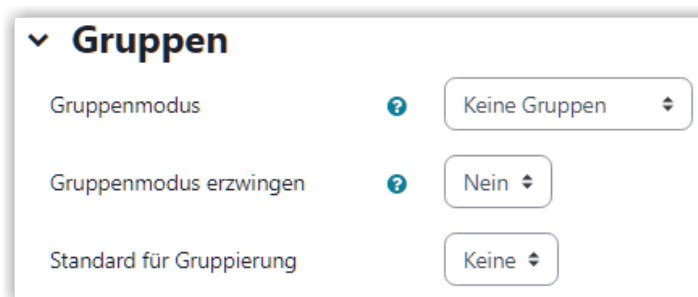 Gruppen
Gruppenmodus Keine Gruppen
Gruppenmodus erzwingen Nein
Standard für Gruppierung Keine